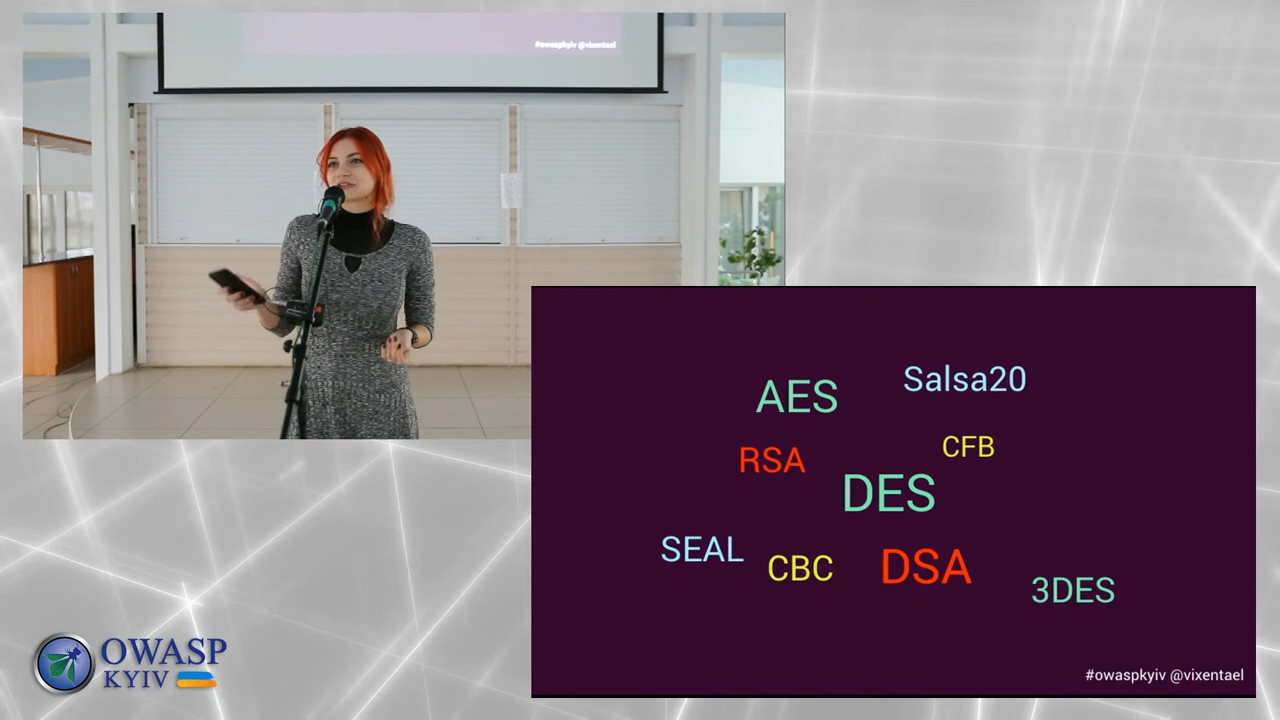 #owaspkyiv @vixentael
AES
Salsa20
RSA
CFB
DES
SEAL
CBC
DSA
3DES
#owaspkyiv @vixentael
OWASP
KYIV